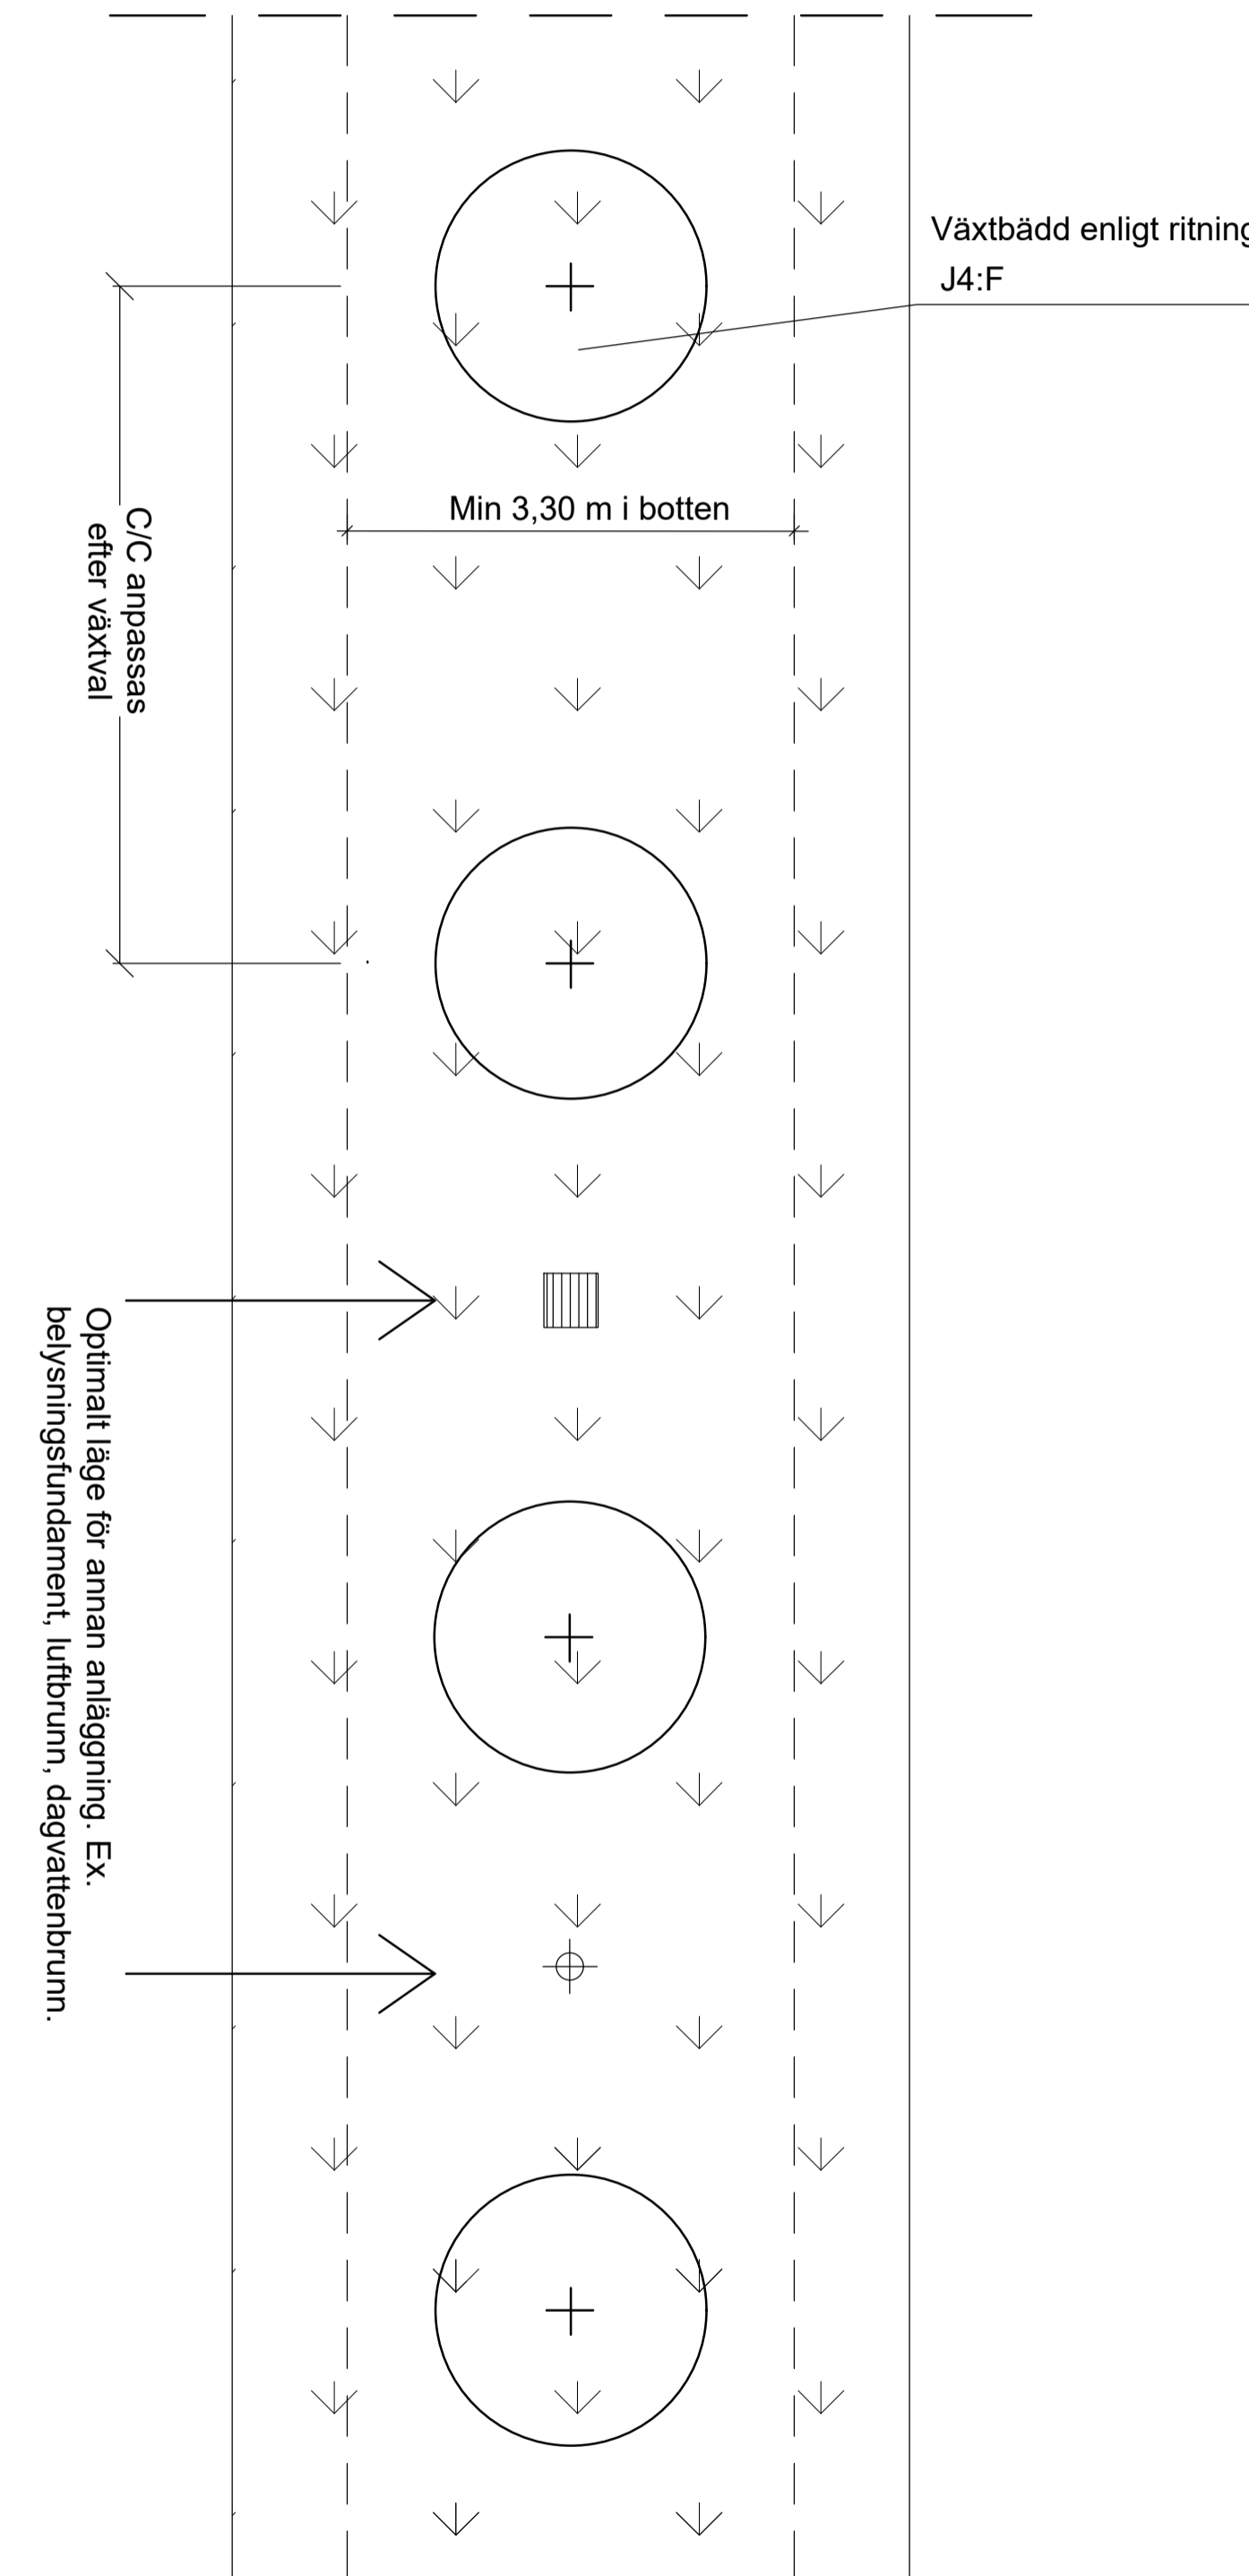 Växtbädd enligt ritning
J4:F
Min 3,30 m i botten
C/C anpassas
efter växtval
Optimalt läge för annan anläggning. Ex.
belysningsfundament, luftbrunn, dagvattenbrunn.